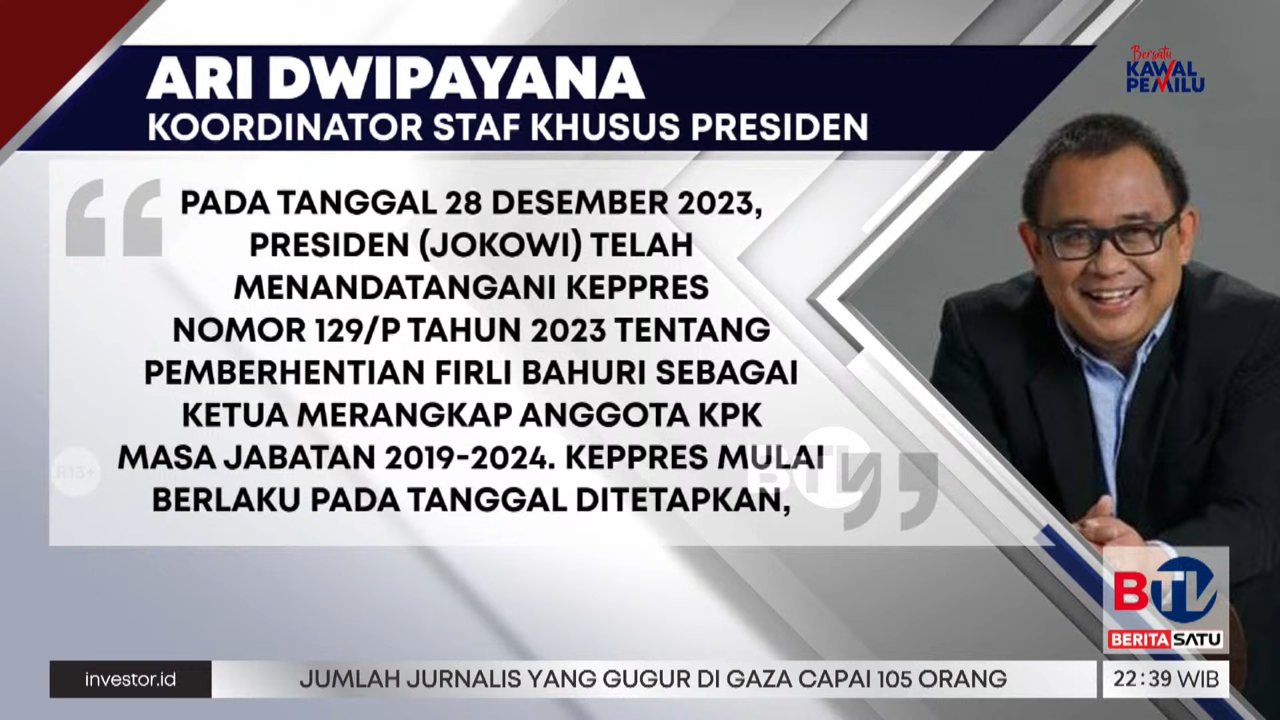 ARI DWIPAYANA
KOORDINATOR STAF KHUSUS PRESIDEN
Bersatu
KAWAL
PEMILU
PADA TANGGAL 28 DESEMBER 2023,
PRESIDEN (JOKOWI) TELAH
MENANDATANGANI KEPPRES
NOMOR 129/P TAHUN 2023 TENTANG
PEMBERHENTIAN FIRLI BAHURI SEBAGAI
KETUA MERANGKAP ANGGOTA KPK
MASA JABATAN 2019-2024. KEPPRES MULAI
BERLAKU PADA TANGGAL DITETAPKAN,
R13+
BTV
BTV
BERITA SATU
investor.id
JUMLAH JURNALIS YANG GUGUR DI GAZA CAPAI 105 ORANG
22:39 WIB